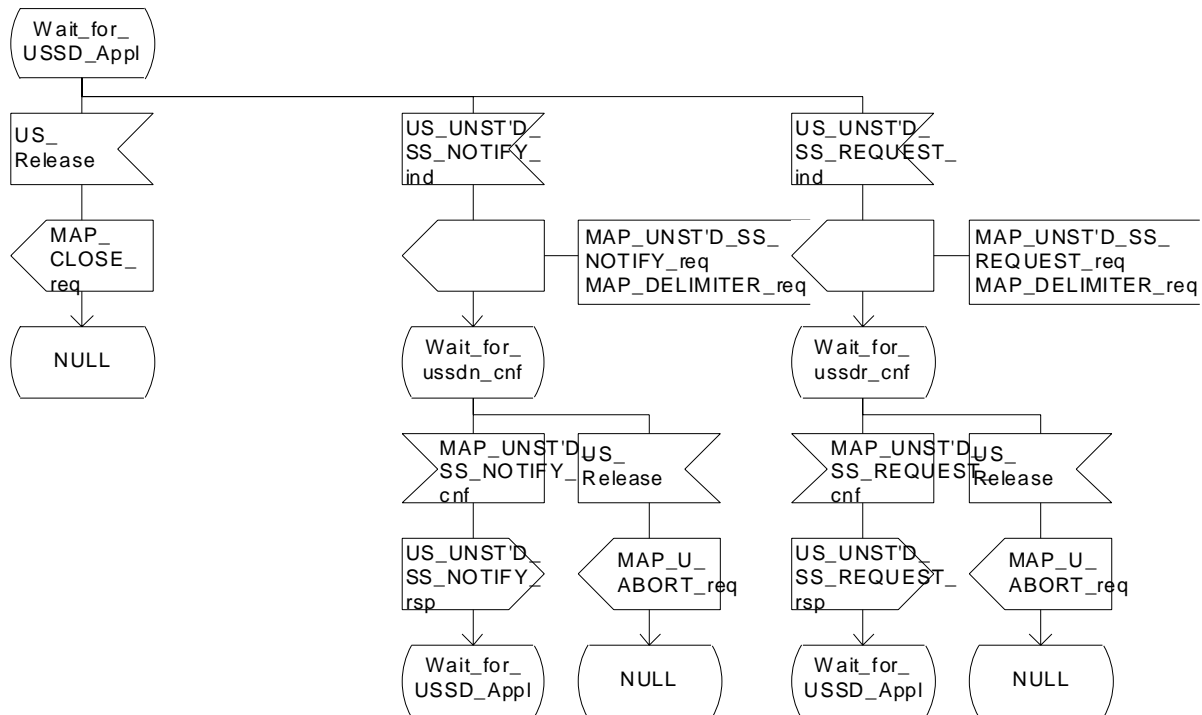 Wait_for_
USSD_Appl
US_
Release
US_UNST'D_
SS_NOTIFY_
ind
US_UNST'D_
SS_REQUEST_
ind
MAP_
CLOSE_
req
MAP_UNST'D_SS_
NOTIFY_req
MAP_DELIMITER_req
MAP_UNST'D_SS_
REQUEST_req
MAP_DELIMITER_req
NULL
Wait_for_
ussdn_cnf
Wait_for_
ussdr_cnf
MAP_UNST'D_
SS_NOTIFY_
cnf
US_
Release
MAP_UNST'D_
SS_REQUEST_
cnf
US_
Release
US_UNST'D_
SS_NOTIFY_
rsp
MAP_U_
ABORT_req
US_UNST'D_
SS_REQUEST_
rsp
MAP_U_
ABORT_req
Wait_for_
USSD_Appl
NULL
Wait_for_
USSD_Appl
NULL